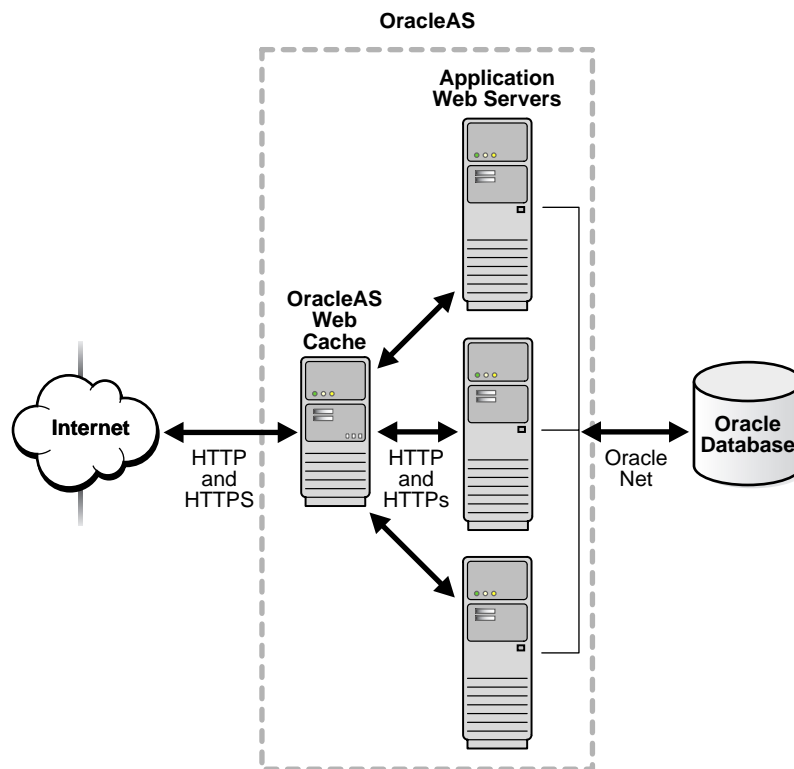 OracleAS
Application
Web Servers
OracleAS
Web
Cache
Internet
HTTP
and
HTTPS
HTTP
and
HTTPs
Oracle
Net
Oracle
Database